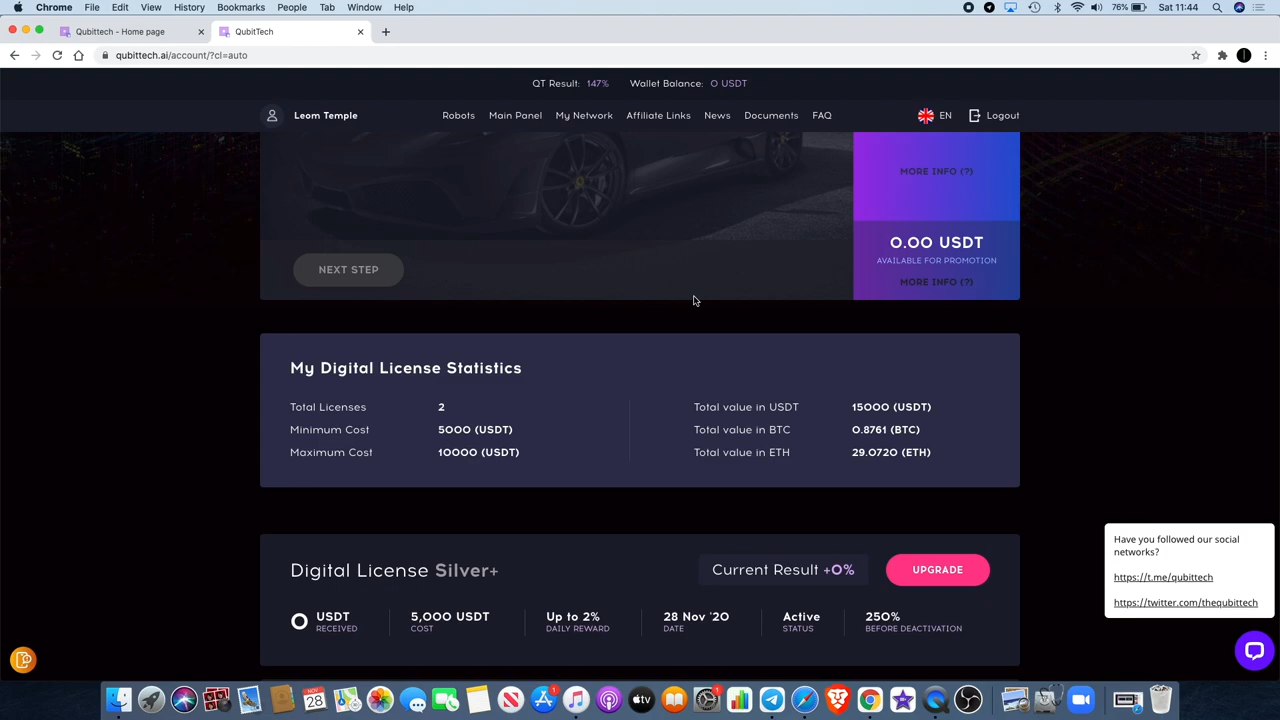 Chrome File Edit View History Bookmarks People Tab Window Help 76% Sat 11:44
Qubittech - Home page QubitTech
qubittech.ai/account/?cl=auto
QT Result: 147% Wallet Balance: 0 USDT
Leom Temple Robots Main Panel My Network Affiliate Links News Documents FAQ EN Logout
MORE INFO (?)
0.00 USDT
AVAILABLE FOR PROMOTION
NEXT STEP
MORE INFO (?)
My Digital License Statistics
Total Licenses 2 Total value in USDT 15000 (USDT)
Minimum Cost 5000 (USDT) Total value in BTC 0.8761 (BTC)
Maximum Cost 10000 (USDT) Total value in ETH 29.0720 (ETH)
Have you followed our social
networks?
https://t.me/qubittech
https://twitter.com/thequbittech
Digital License Silver+ Current Result +0% UPGRADE
0 USDT 5,000 USDT Up to 2% 28 Nov '20 Active 250%
RECEIVED COST DAILY REWARD DATE STATUS BEFORE DEACTIVATION
NOV
28
1
1